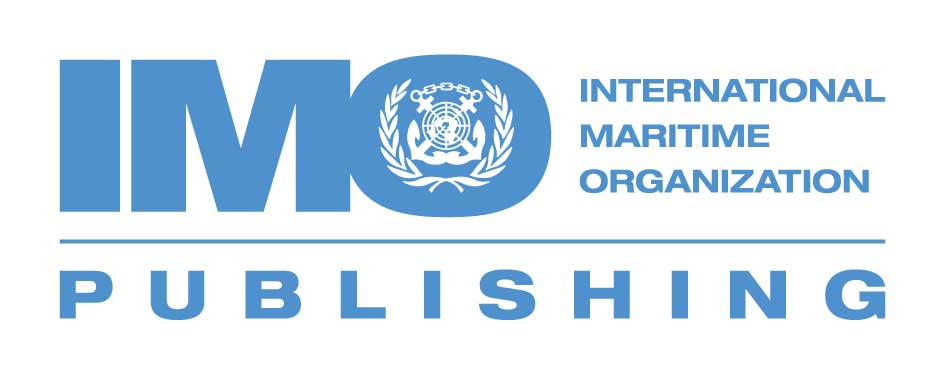 IMO
INTERNATIONAL
MARITIME
ORGANIZATION
PUBLISHING